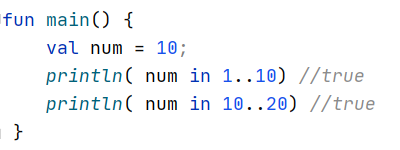 fun main() {
val num = 10;
println( num in 1..10) //true
println( num in 10..20) //true
}